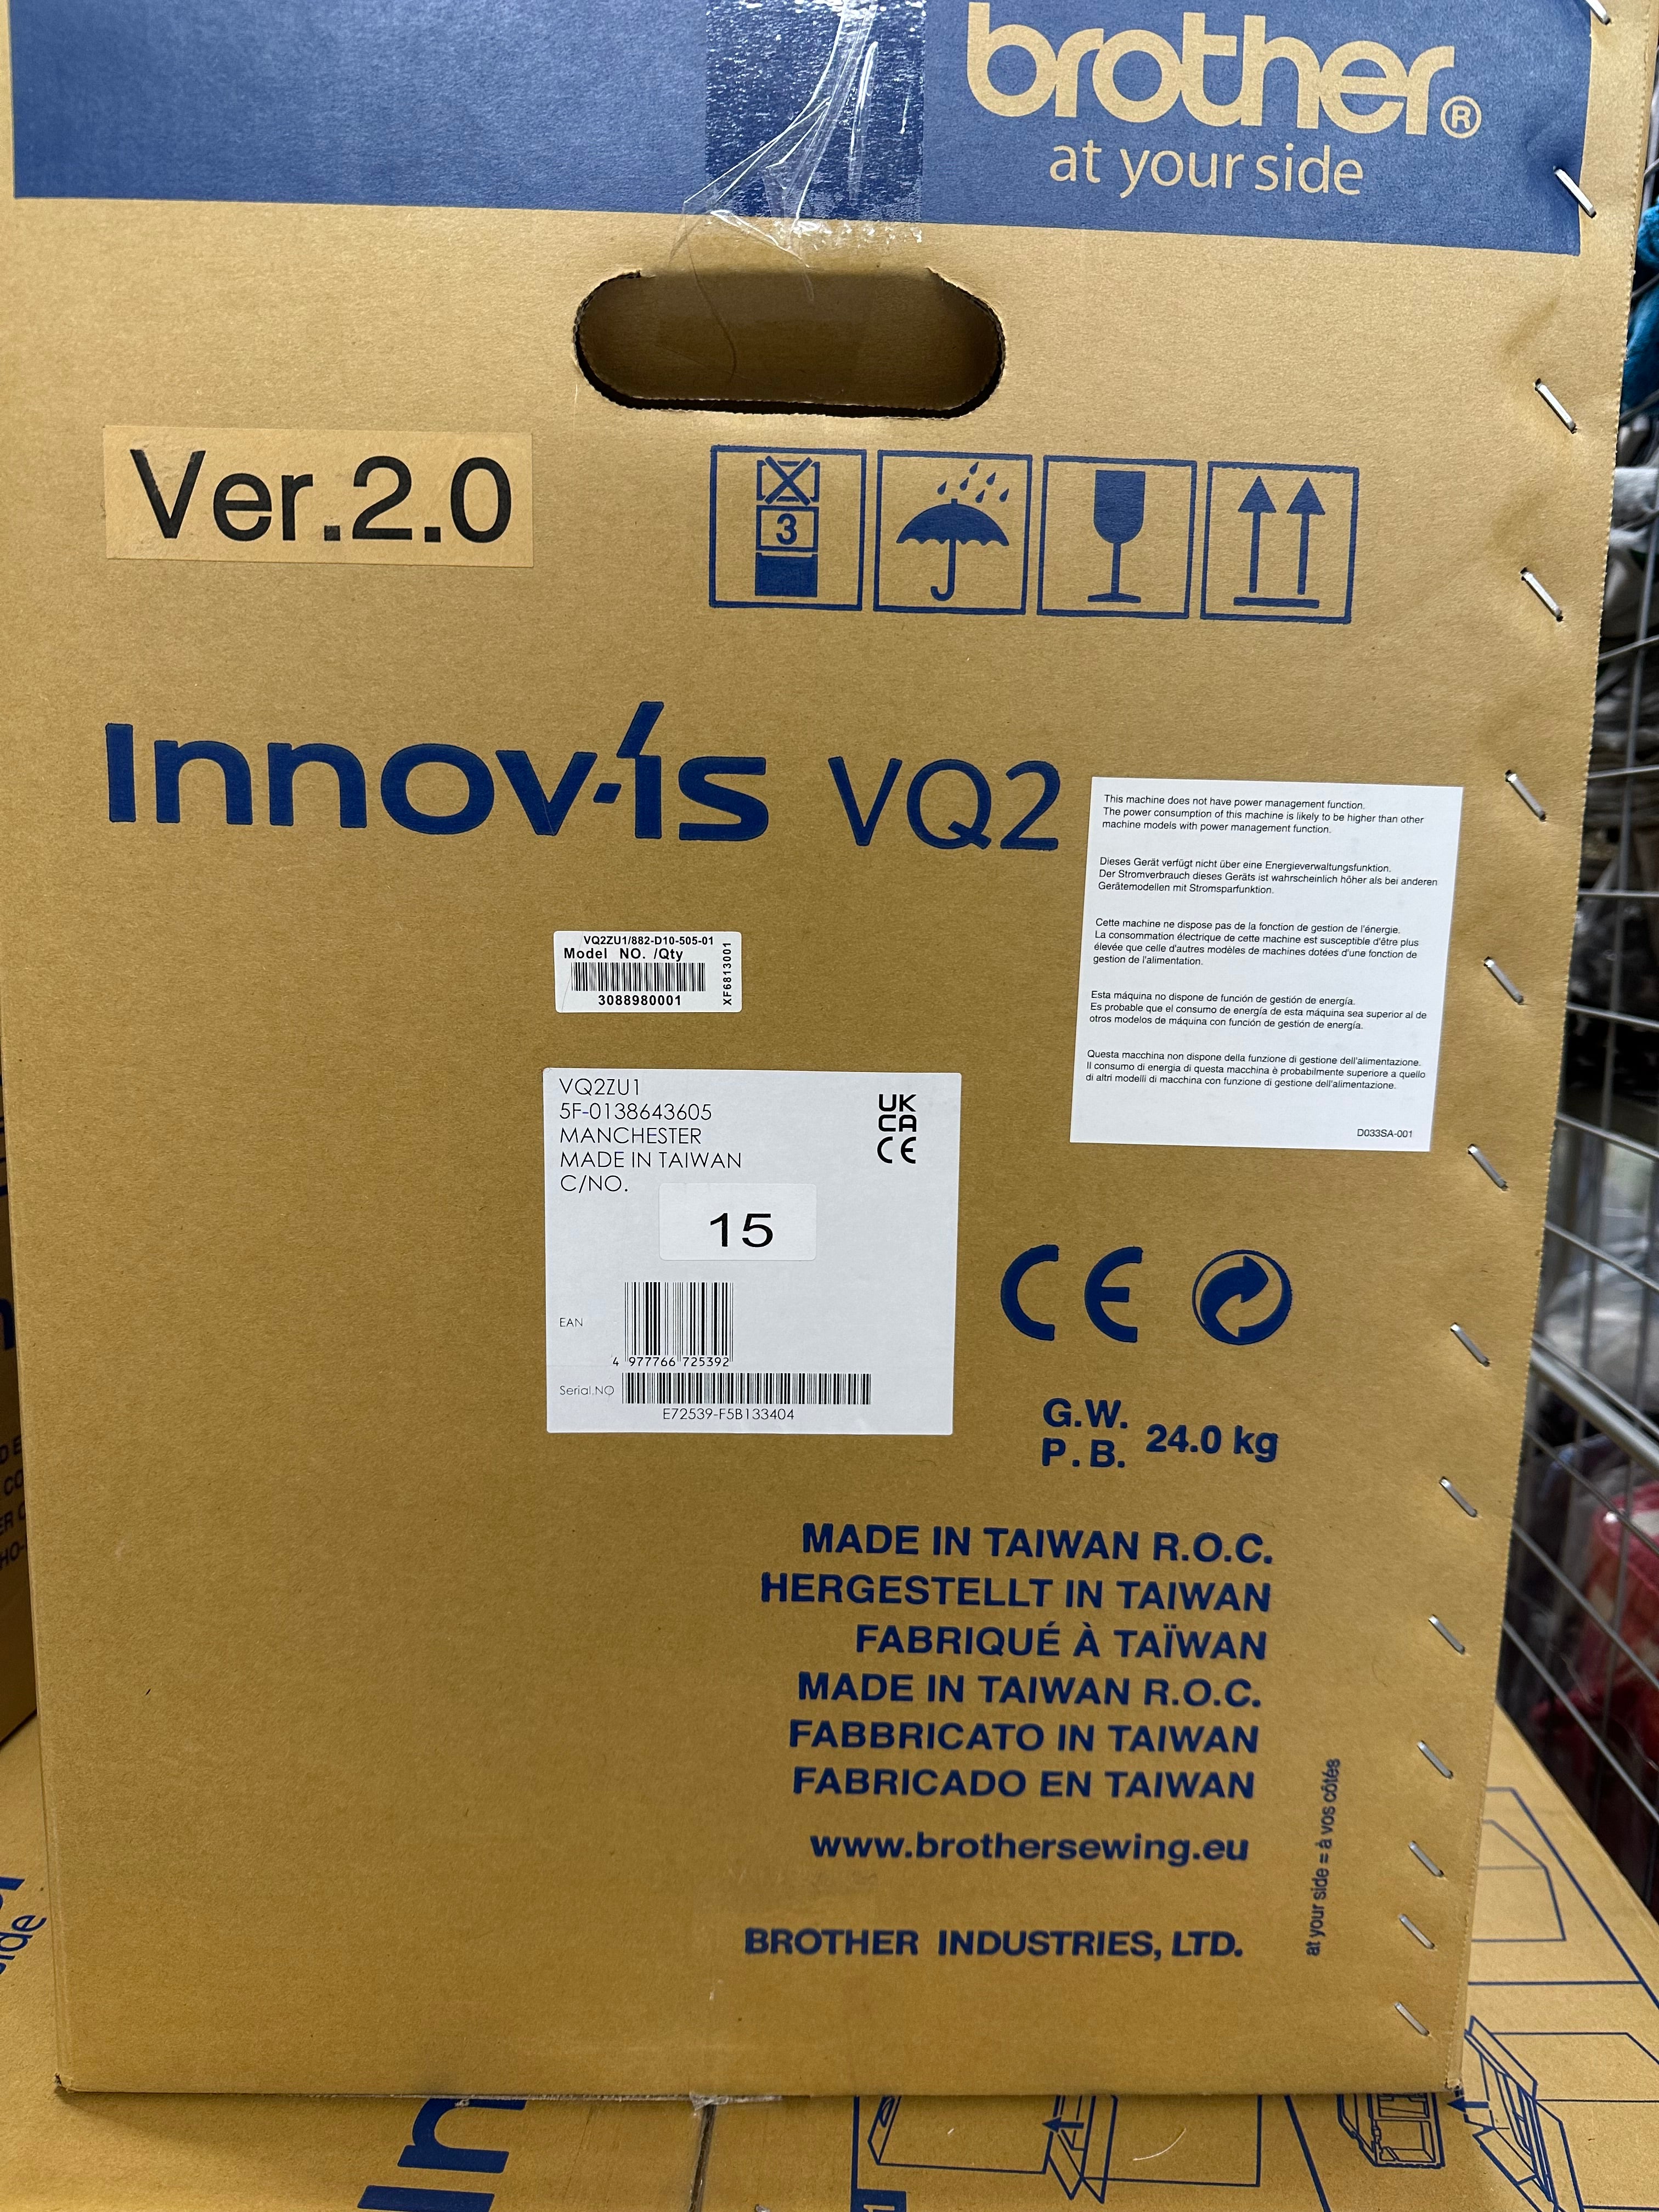 brother®
at your side
Ver.2.0
3
Innov-ís VQ2
This machine does not have power management function.
The power consumption of this machine is likely to be higher than other
machine models with power management function.
Dieses Gerät verfügt nicht über eine Energieverwaltungsfunktion.
Der Stromverbrauch dieses Geräts ist wahrscheinlich höher als bei anderen
Gerätemodellen mit Stromsparfunktion.
Cette machine ne dispose pas de la fonction de gestion de l'énergie.
La consommation électrique de cette machine est susceptible d'être plus
élevée que celle d'autres modèles de machines dotées d'une fonction de
gestion de l'alimentation.
Esta máquina no dispone de función de gestión de energía.
Es probable que el consumo de energía de esta máquina sea superior al de
otros modelos de máquina con función de gestión de energía.
Questa macchina non dispone della funzione di gestione dell'alimentazione.
Il consumo di energia di questa macchina è probabilmente superiore a quello
di altri modelli di macchina con funzione di gestione dell'alimentazione.
D033SA-001
VQ2ZU1/882-D10-505-01
Model NO. /Qty
3088980001
XF6813001
VQ2ZU1
5F-0138643605
MANCHESTER
MADE IN TAIWAN
C/NO.
15
UK
CA
CE
EAN
4 977766 725392
Serial.NO
E72539-F5B133404
CE
G.W.
P.B. 24.0 kg
MADE IN TAIWAN R.O.C.
HERGESTELLT IN TAIWAN
FABRIQUÉ À TAÏWAN
MADE IN TAIWAN R.O.C.
FABBRICATO IN TAIWAN
FABRICADO EN TAIWAN
www.brothersewing.eu
BROTHER INDUSTRIES, LTD.
at your side = à vos côtés